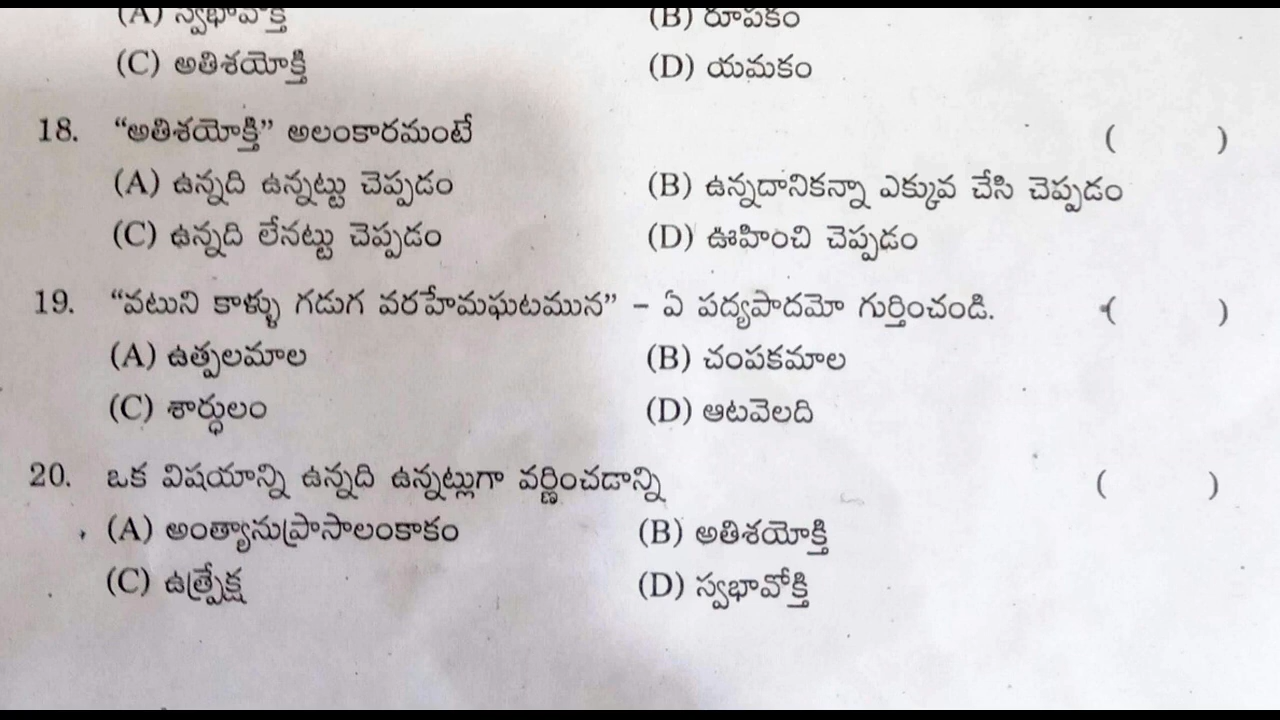 (A) స్వభావోక్తి (B) రూపకం
(C) అతిశయోక్తి (D) యమకం
18. “అతిశయోక్తి” అలంకారమంటే ( )
(A) ఉన్నది ఉన్నట్టు చెప్పడం (B) ఉన్నదానికన్నా ఎక్కువ చేసి చెప్పడం
(C) ఉన్నది లేనట్టు చెప్పడం (D) ఊహించి చెప్పడం
19. “వటుని కాళ్ళు గడుగ వరహేమఘటమున” – ఏ పద్యపాదమో గుర్తించండి. ( )
(A) ఉత్పలమాల (B) చంపకమాల
(C) శార్ధులం (D) ఆటవెలది
20. ఒక విషయాన్ని ఉన్నది ఉన్నట్లుగా వర్ణించడాన్ని ( )
(A) అంత్యానుప్రాసాలంకాకం (B) అతిశయోక్తి
(C) ఉత్ప్రేక్ష (D) స్వభావోక్తి